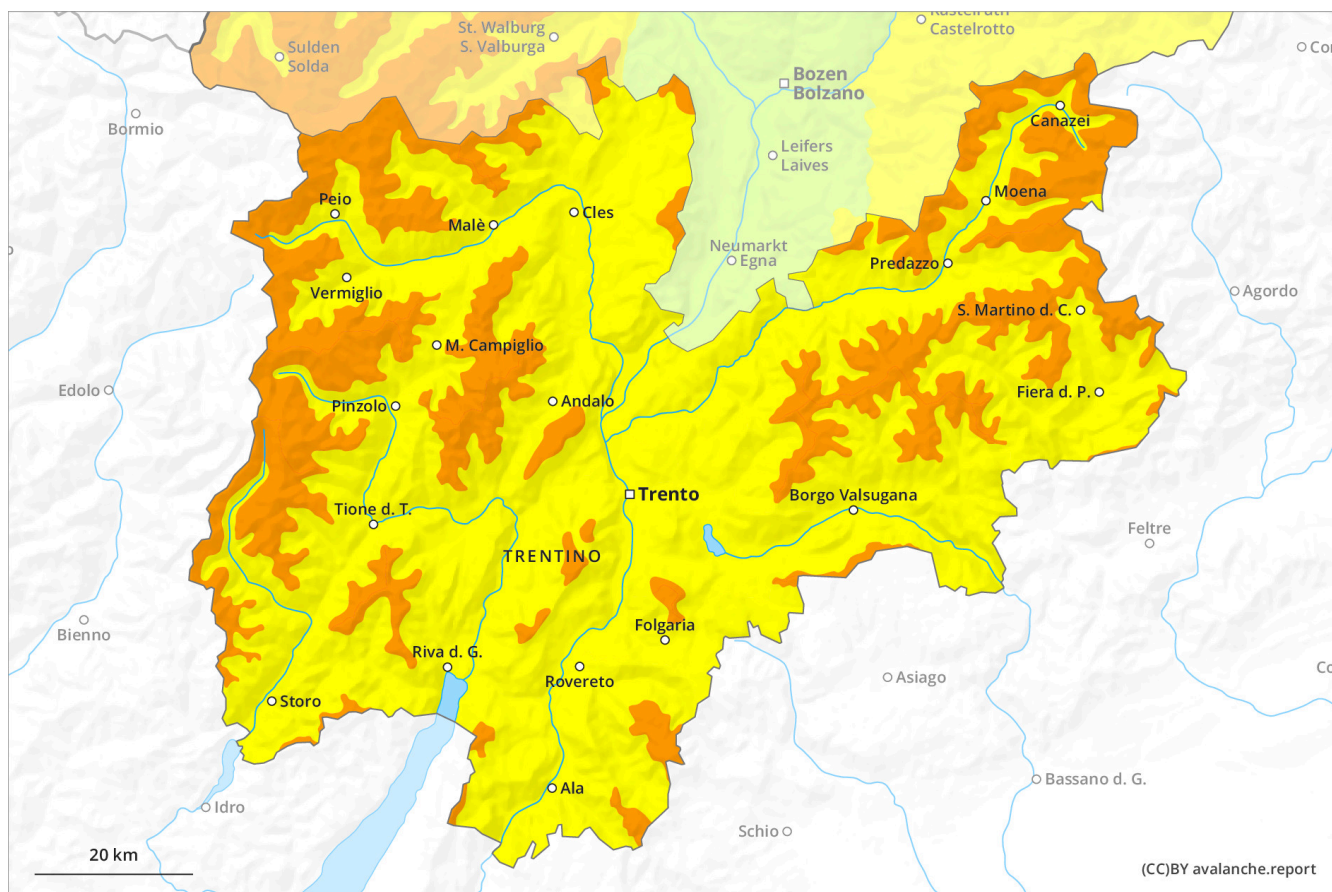 Kastelruth
Castelrotto
St. Walburg
S. Valburga
Sulden
Solda
Bozen
Bolzano
Bormio
Canazei
Leifers
Laives
Peio
Malè
Cles
Moena
Neumarkt
Egna
Predazzo
Vermiglio
Agordo
S. Martino d. C.
M. Campiglio
Edolo
Pinzolo
Andalo
Fiera d. P.
Trento
Borgo Valsugana
Tione d. T.
Feltre
TRENTINO
Bienno
Folgaria
Riva d. G.
Rovereto
Asiago
Storo
Bassano d. G.
Ala
Idro
Schio
20 km
(CC)BY avalanche.report